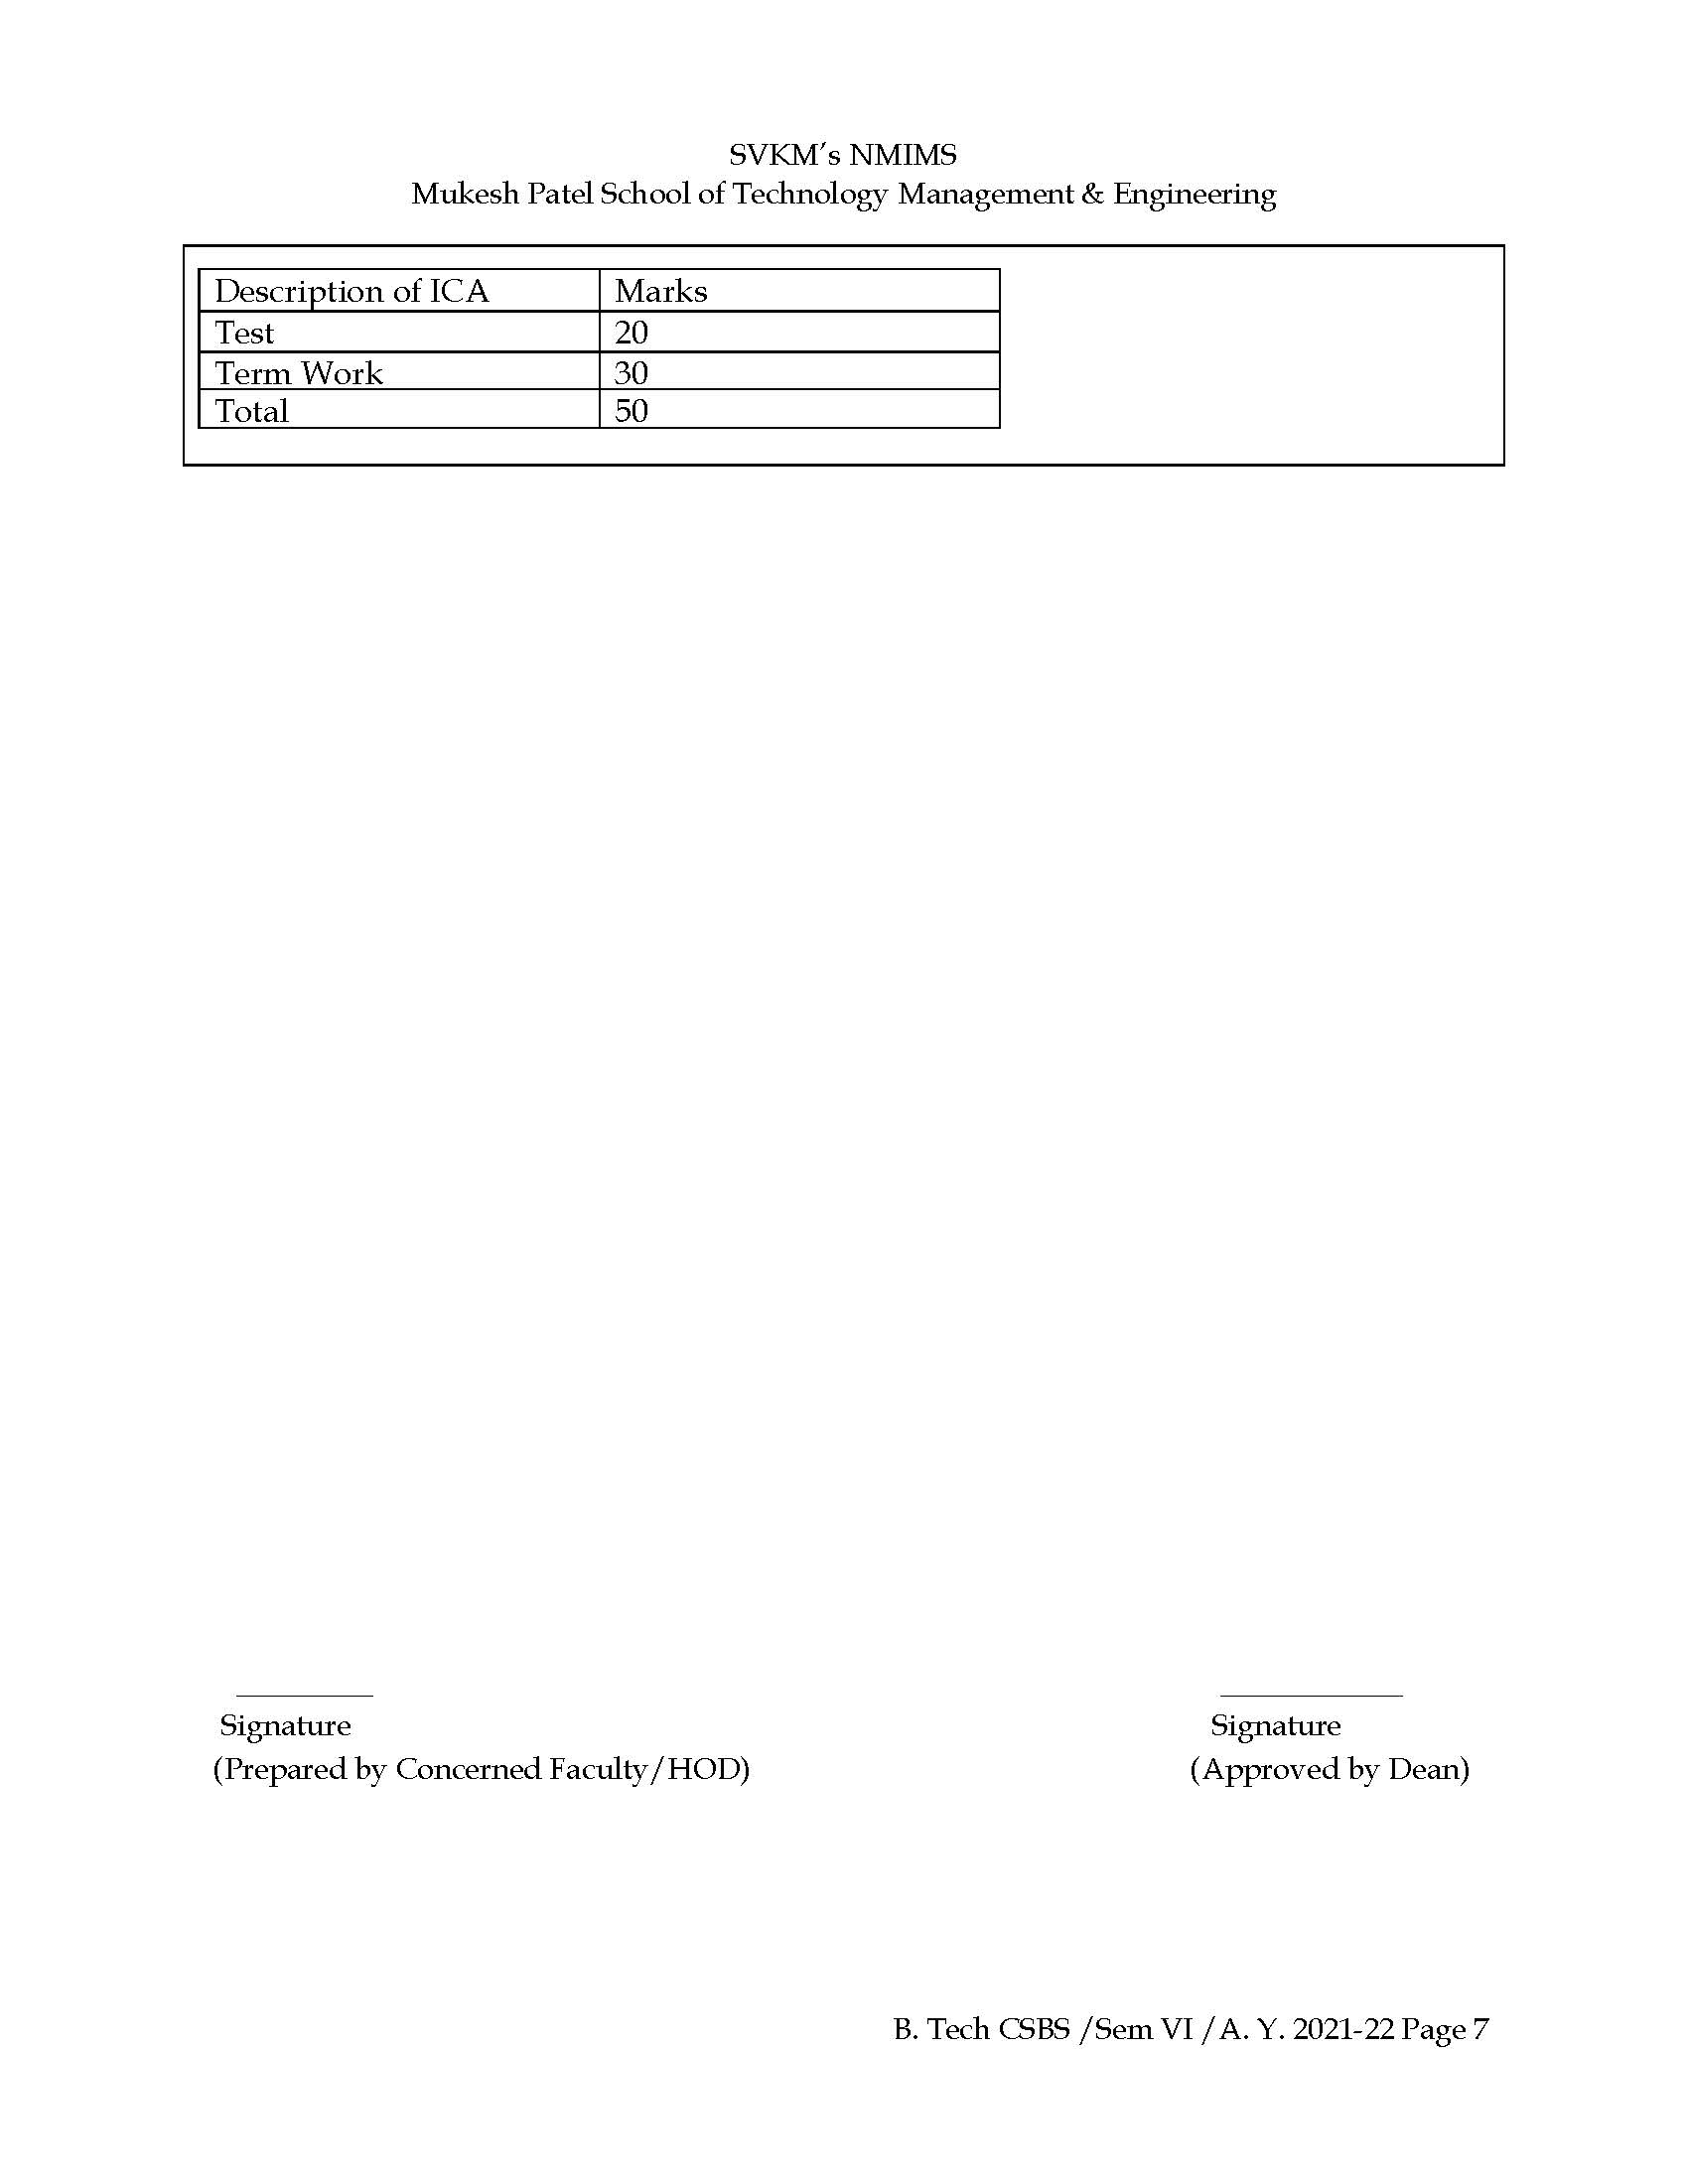 SVKM's NMIMS
Mukesh Patel School of Technology Management & Engineering
Description of ICA Marks
Test 20
Term Work 30
Total 50
Signature Signature
(Prepared by Concerned Faculty/HOD) (Approved by Dean)
B. Tech CSBS /Sem VI /A. Y. 2021-22 Page 7